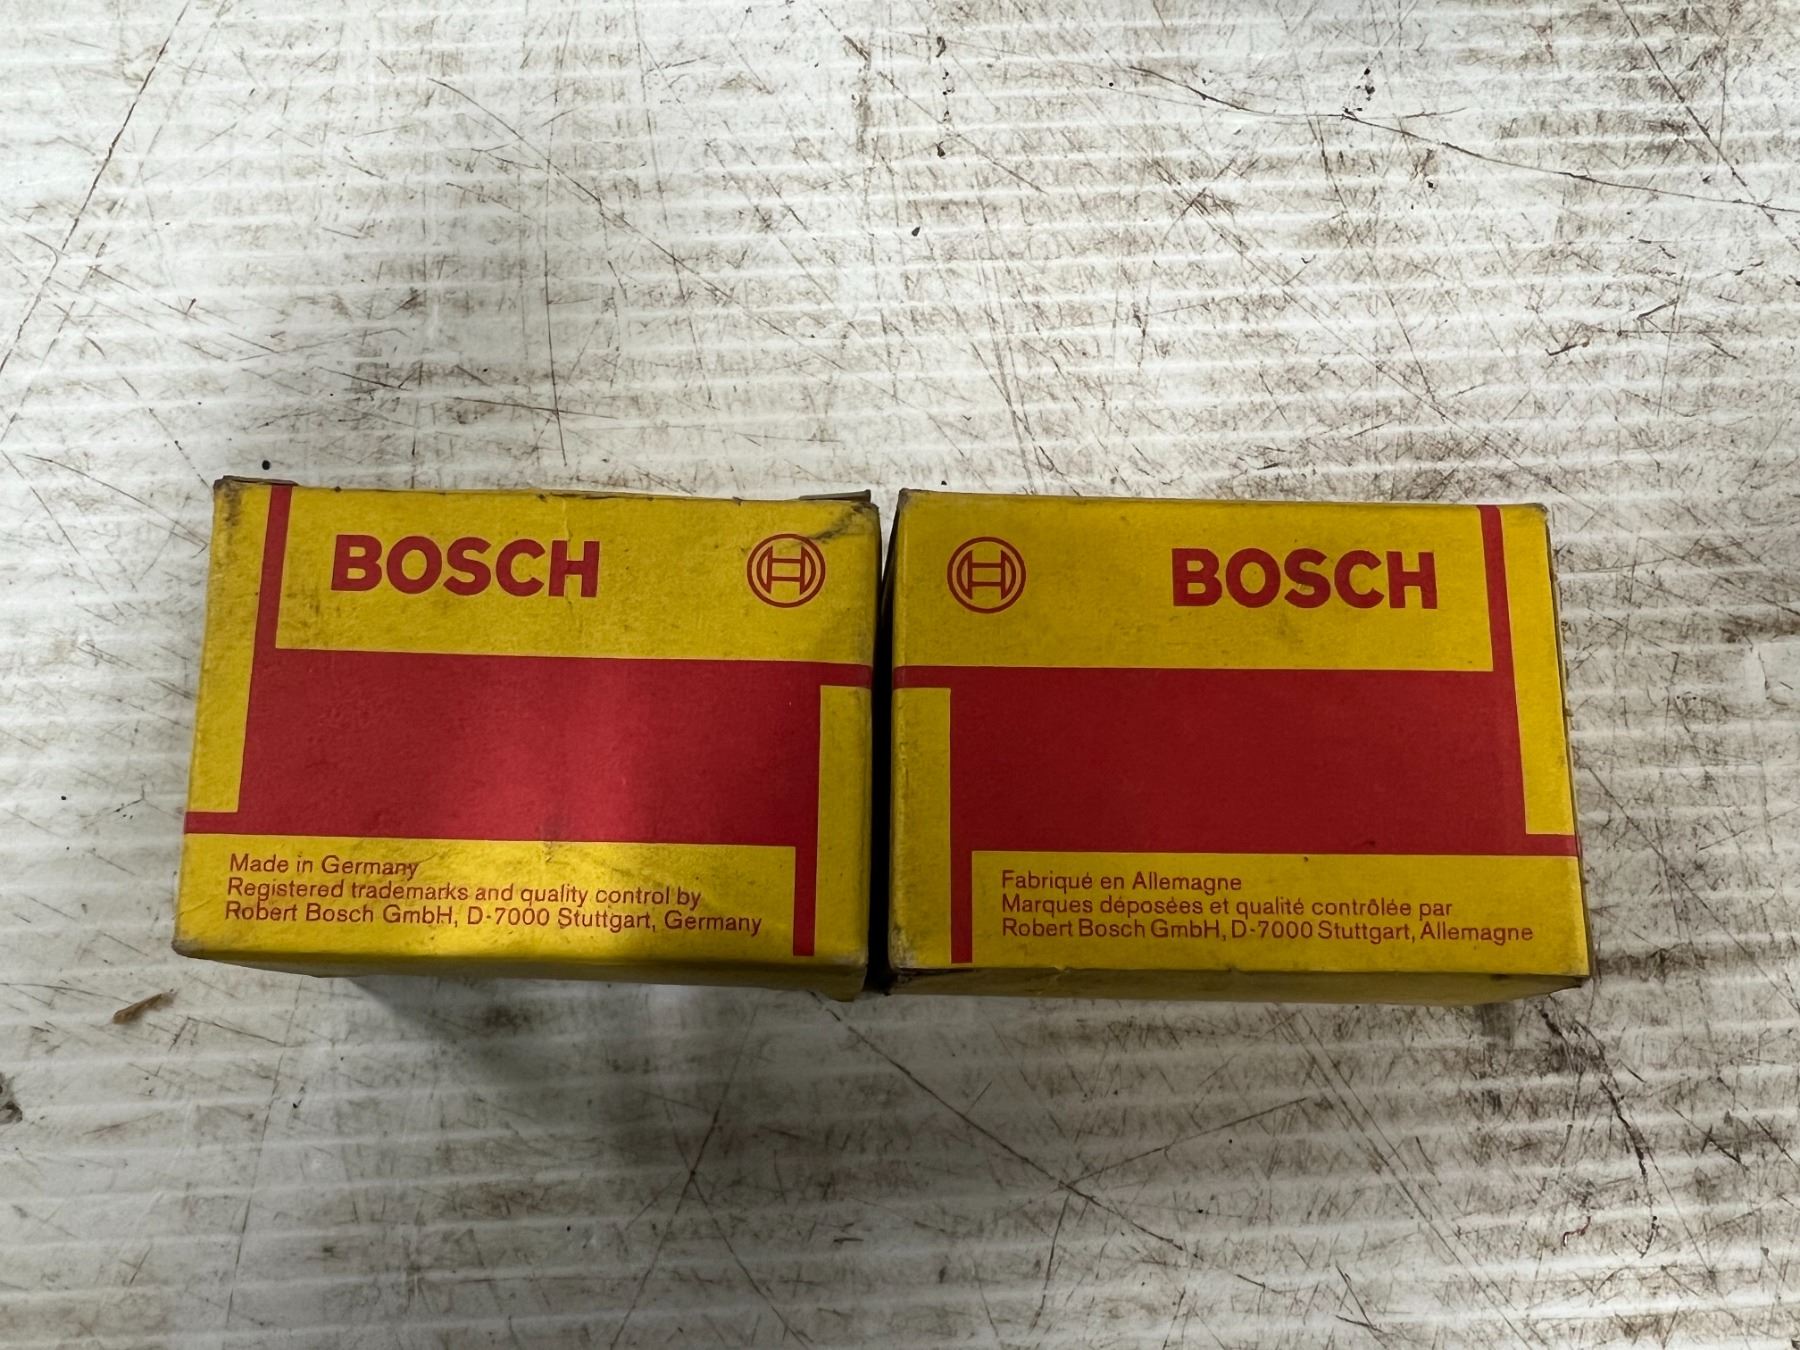 BOSCH
Made in Germany
Registered trademarks and quality control by
Robert Bosch GmbH, D-7000 Stuttgart, Germany
BOSCH
Fabriqué en Allemagne
Marques déposées et qualité contrôlée par
Robert Bosch GmbH, D-7000 Stuttgart, Allemagne